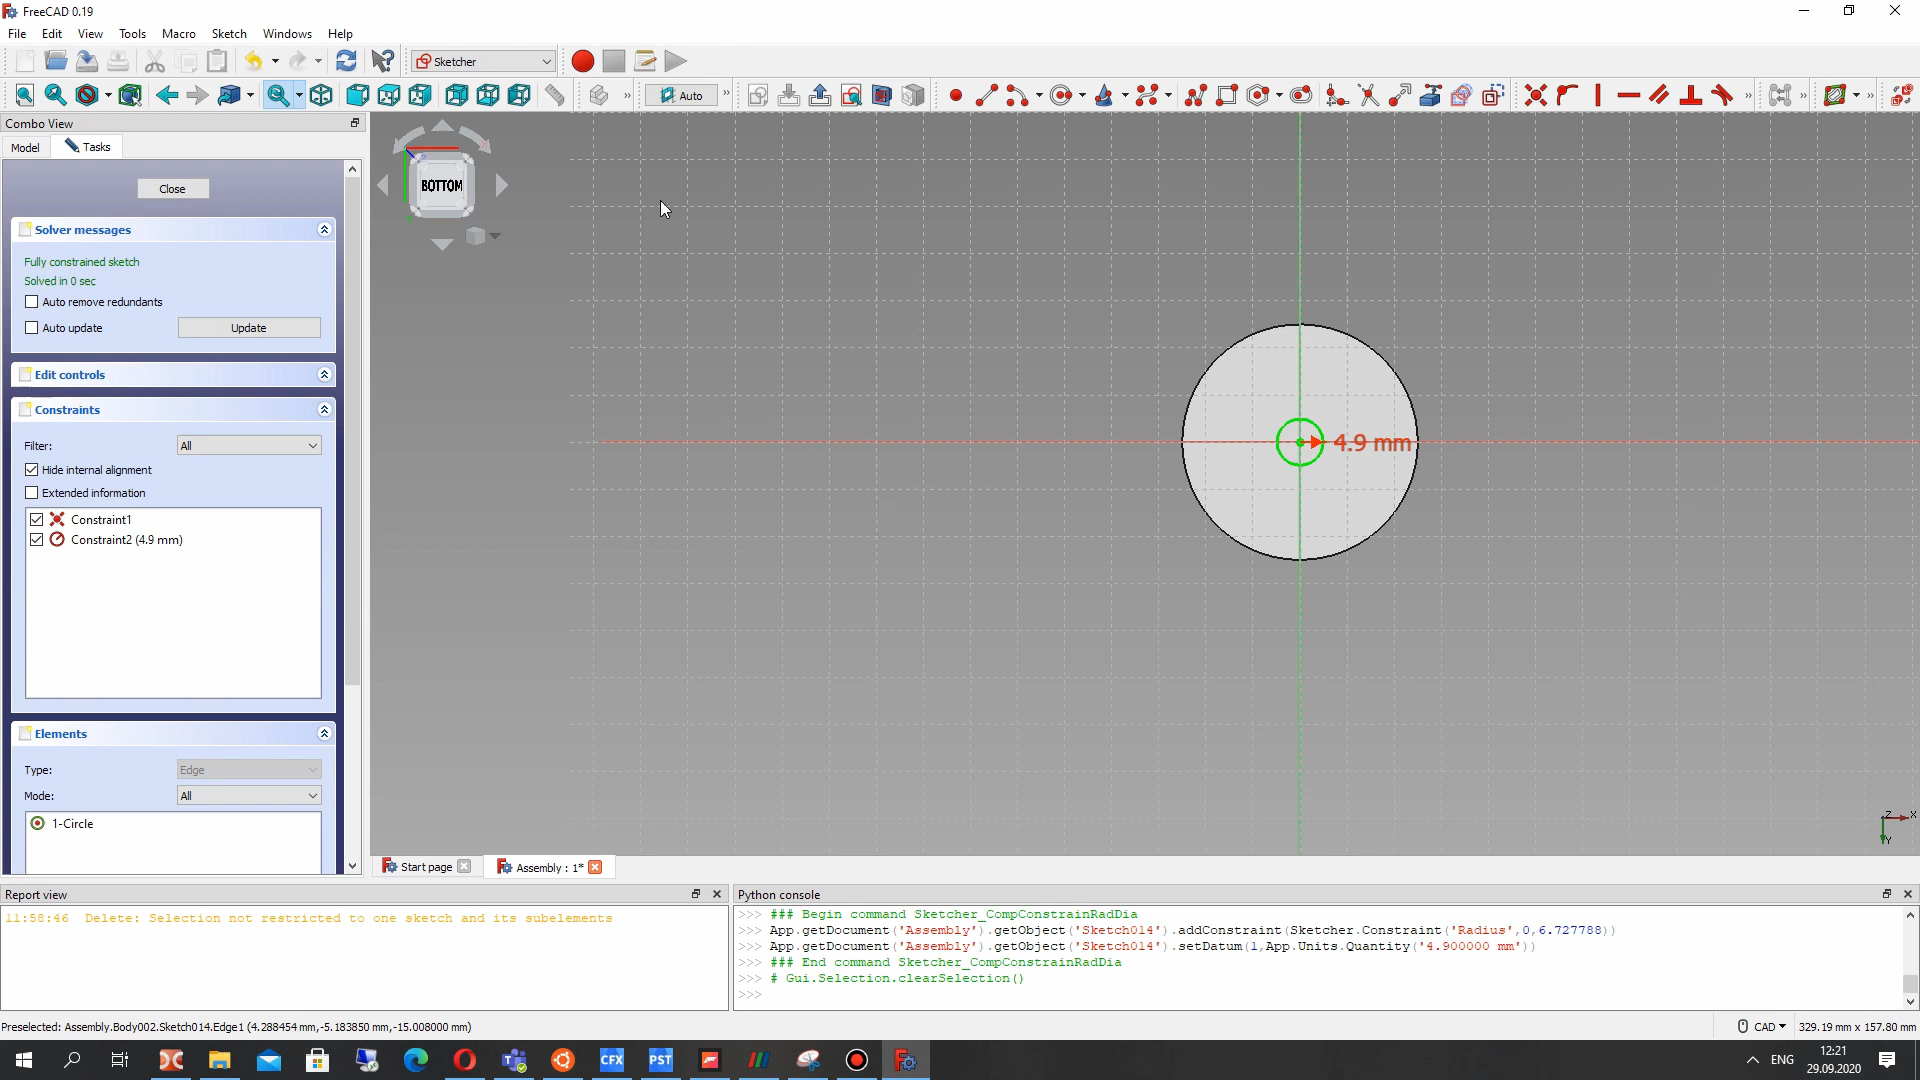 FreeCAD 0.19
File Edit View Tools Macro Sketch Windows Help
Sketcher
Auto
Combo View
Model Tasks
Close
Solver messages
Fully constrained sketch
Solved in 0 sec
Auto remove redundants
Auto update Update
Edit controls
Constraints
Filter: All
Hide internal alignment
Extended information
Constraint1
Constraint2 (4.9 mm)
Elements
Type: Edge
Mode: All
1-Circle
BOTTOM
4.9 mm
Z X
Y
Start page Assembly : 1*
Report view
11:58:46 Delete: Selection not restricted to one sketch and its subelements
Python console
>>> ### Begin command Sketcher_CompConstrainRadDia
>>> App.getDocument('Assembly').getObject('Sketch014').addConstraint(Sketcher.Constraint('Radius',0,6.727788))
>>> App.getDocument('Assembly').getObject('Sketch014').setDatum(1,App.Units.Quantity('4.900000 mm'))
>>> ### End command Sketcher_CompConstrainRadDia
>>> # Gui.Selection.clearSelection()
>>>
Preselected: Assembly.Body002.Sketch014.Edge1 (4.288454 mm,-5.183850 mm,-15.008000 mm)
CAD 329.19 mm x 157.80 mm
CFX PST
ENG
12:21
29.09.2020